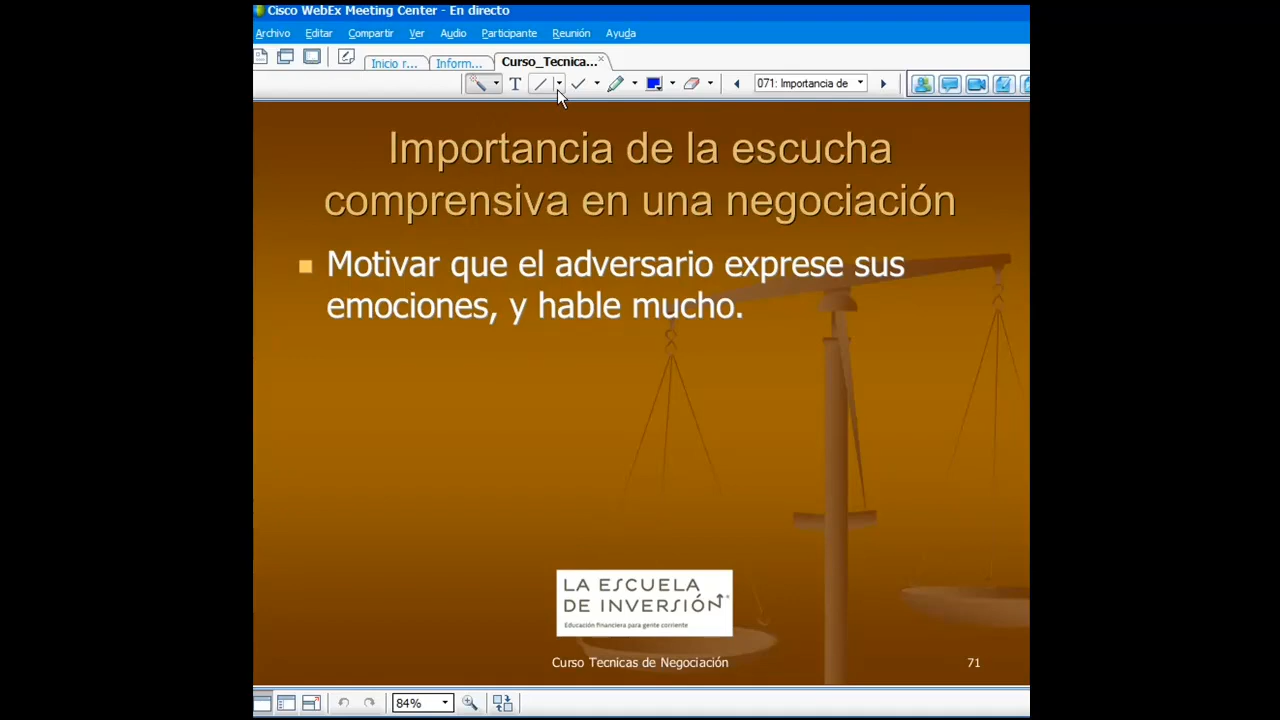 Cisco WebEx Meeting Center - En directo
Archivo Editar Compartir Ver Audio Participante Reunión Ayuda
Inicio r... Inform... Curso_Tecnica...
T 071: Importancia de
Importancia de la escucha
comprensiva en una negociación
Motivar que el adversario exprese sus
emociones, y hable mucho.
LA ESCUELA
DE INVERSIÓN
Educación financiera para gente corriente
Curso Tecnicas de Negociación 71
84%